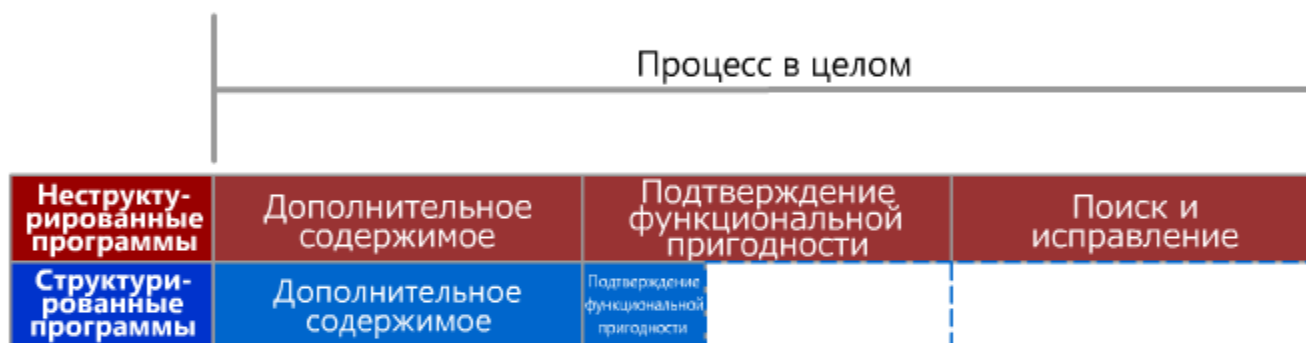 Процесс в целом
Неструкту-
рированные
программы
Дополнительное
содержимое
Подтверждение
функциональной
пригодности
Поиск и
исправление
Структури-
рованные
программы
Дополнительное
содержимое
Подтверждение
функциональной
пригодности